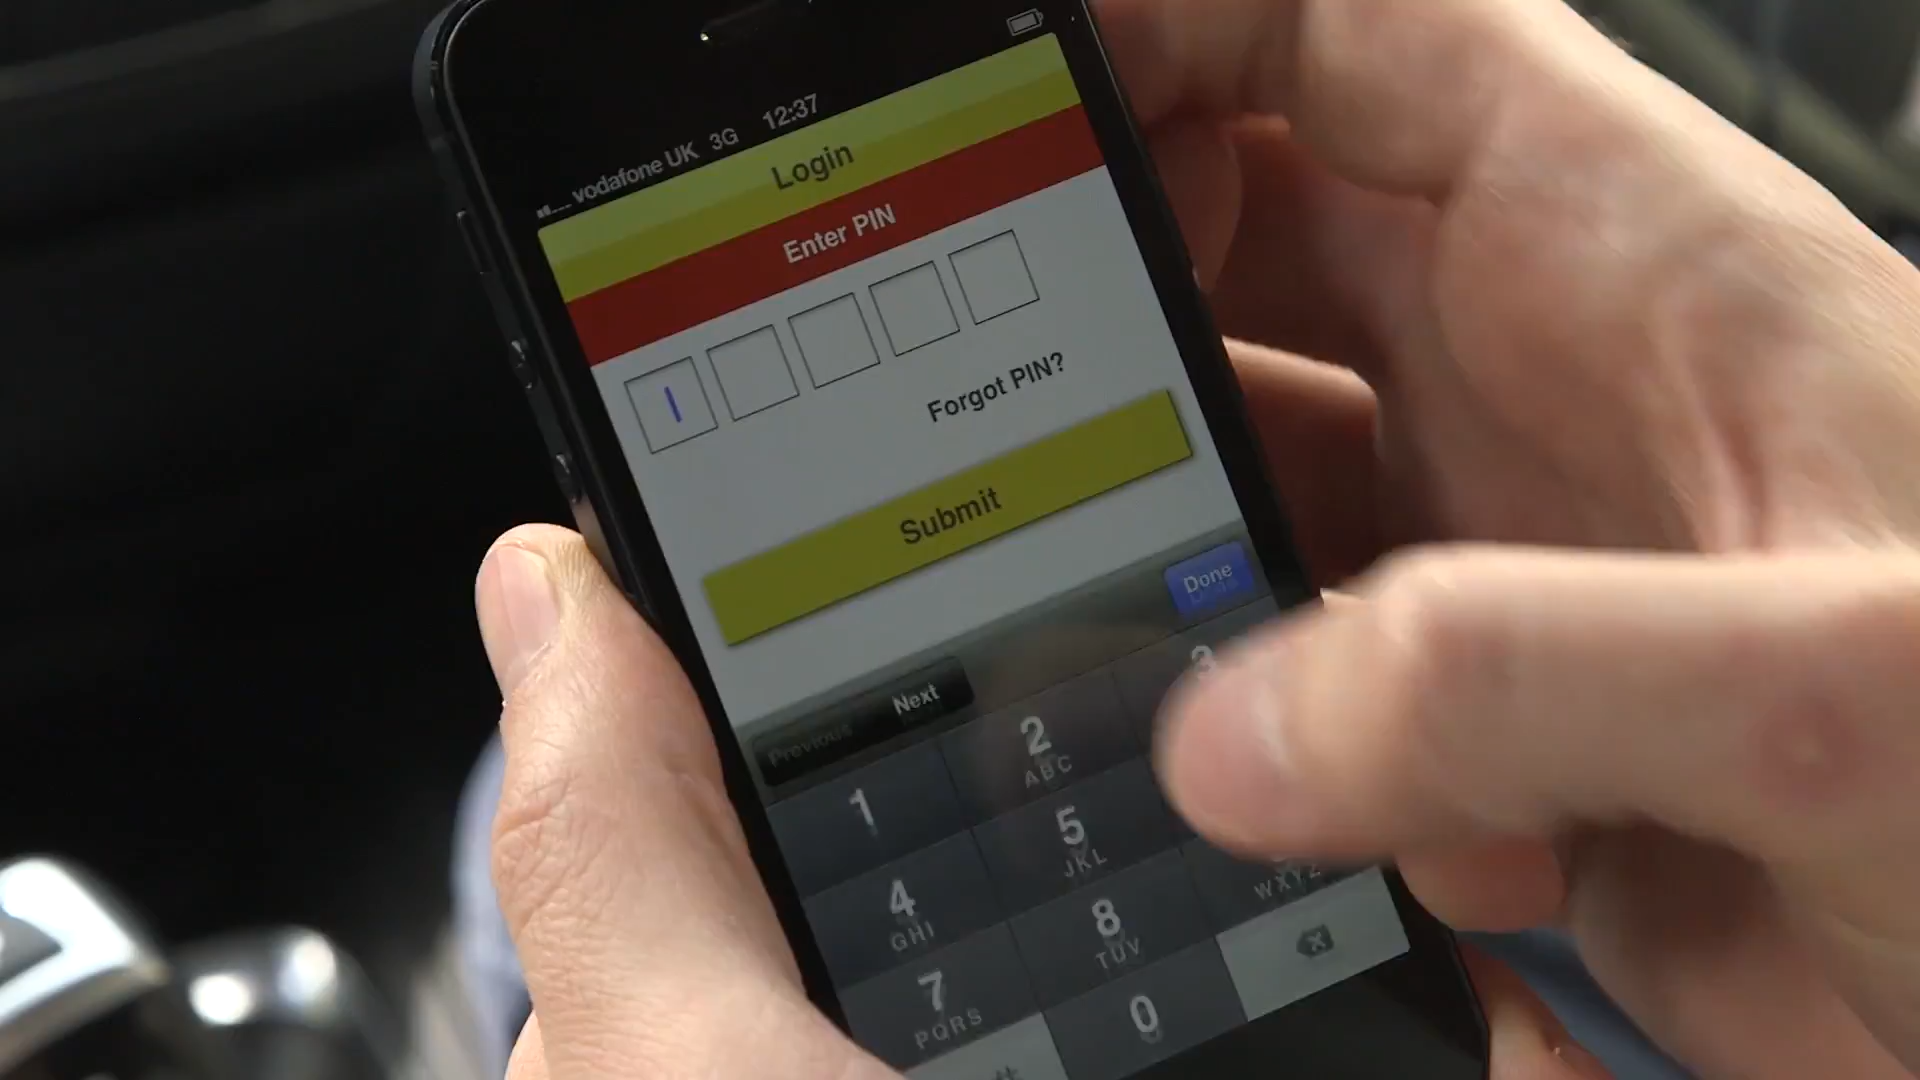 vodafone UK 3G 12:37
Login
Enter PIN
Forgot PIN?
Submit
Done
Previous Next
1
2
ABC
3
4
GHI
5
JKL
7
PQRS
8
TUV
WXYZ
0